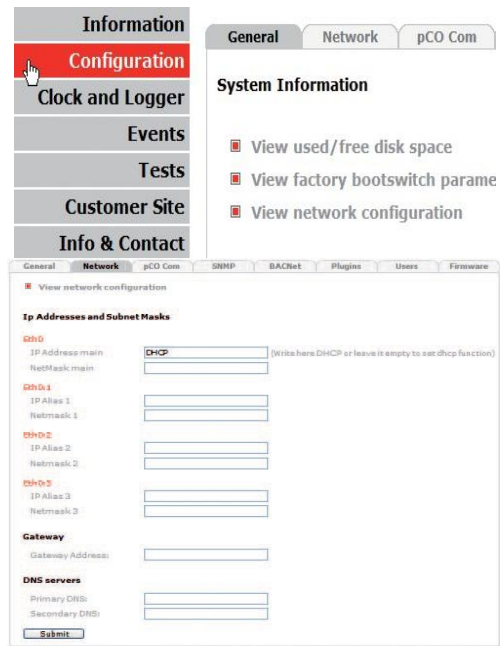 Information
Configuration
Clock and Logger
Events
Tests
Customer Site
Info & Contact
General Network pCO Com
System Information
View used/free disk space
View factory bootswitch parame
View network configuration
General Network pCO Com SNMP BACNet Plugins Users Firmware
View network configuration
Ip Addresses and Subnet Masks
Eth0
IP Address main DHCP (Write here DHCP or leave it empty to set dhcp function)
NetMask main
Eth0:1
IP Alias 1
Netmask 1
Eth0:2
IP Alias 2
Netmask 2
Eth0:3
IP Alias 3
Netmask 3
Gateway
Gateway Address:
DNS servers
Primary DNS:
Secondary DNS:
Submit